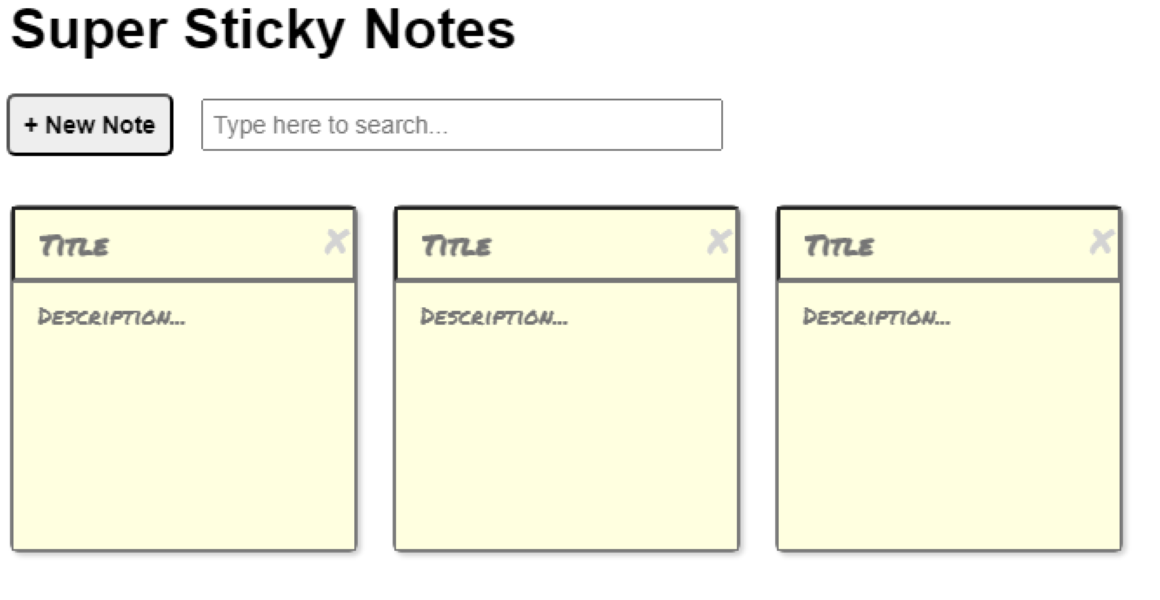 Super Sticky Notes
+ New Note
Type here to search...
Title x
Title x
Title x
Description...
Description...
Description...